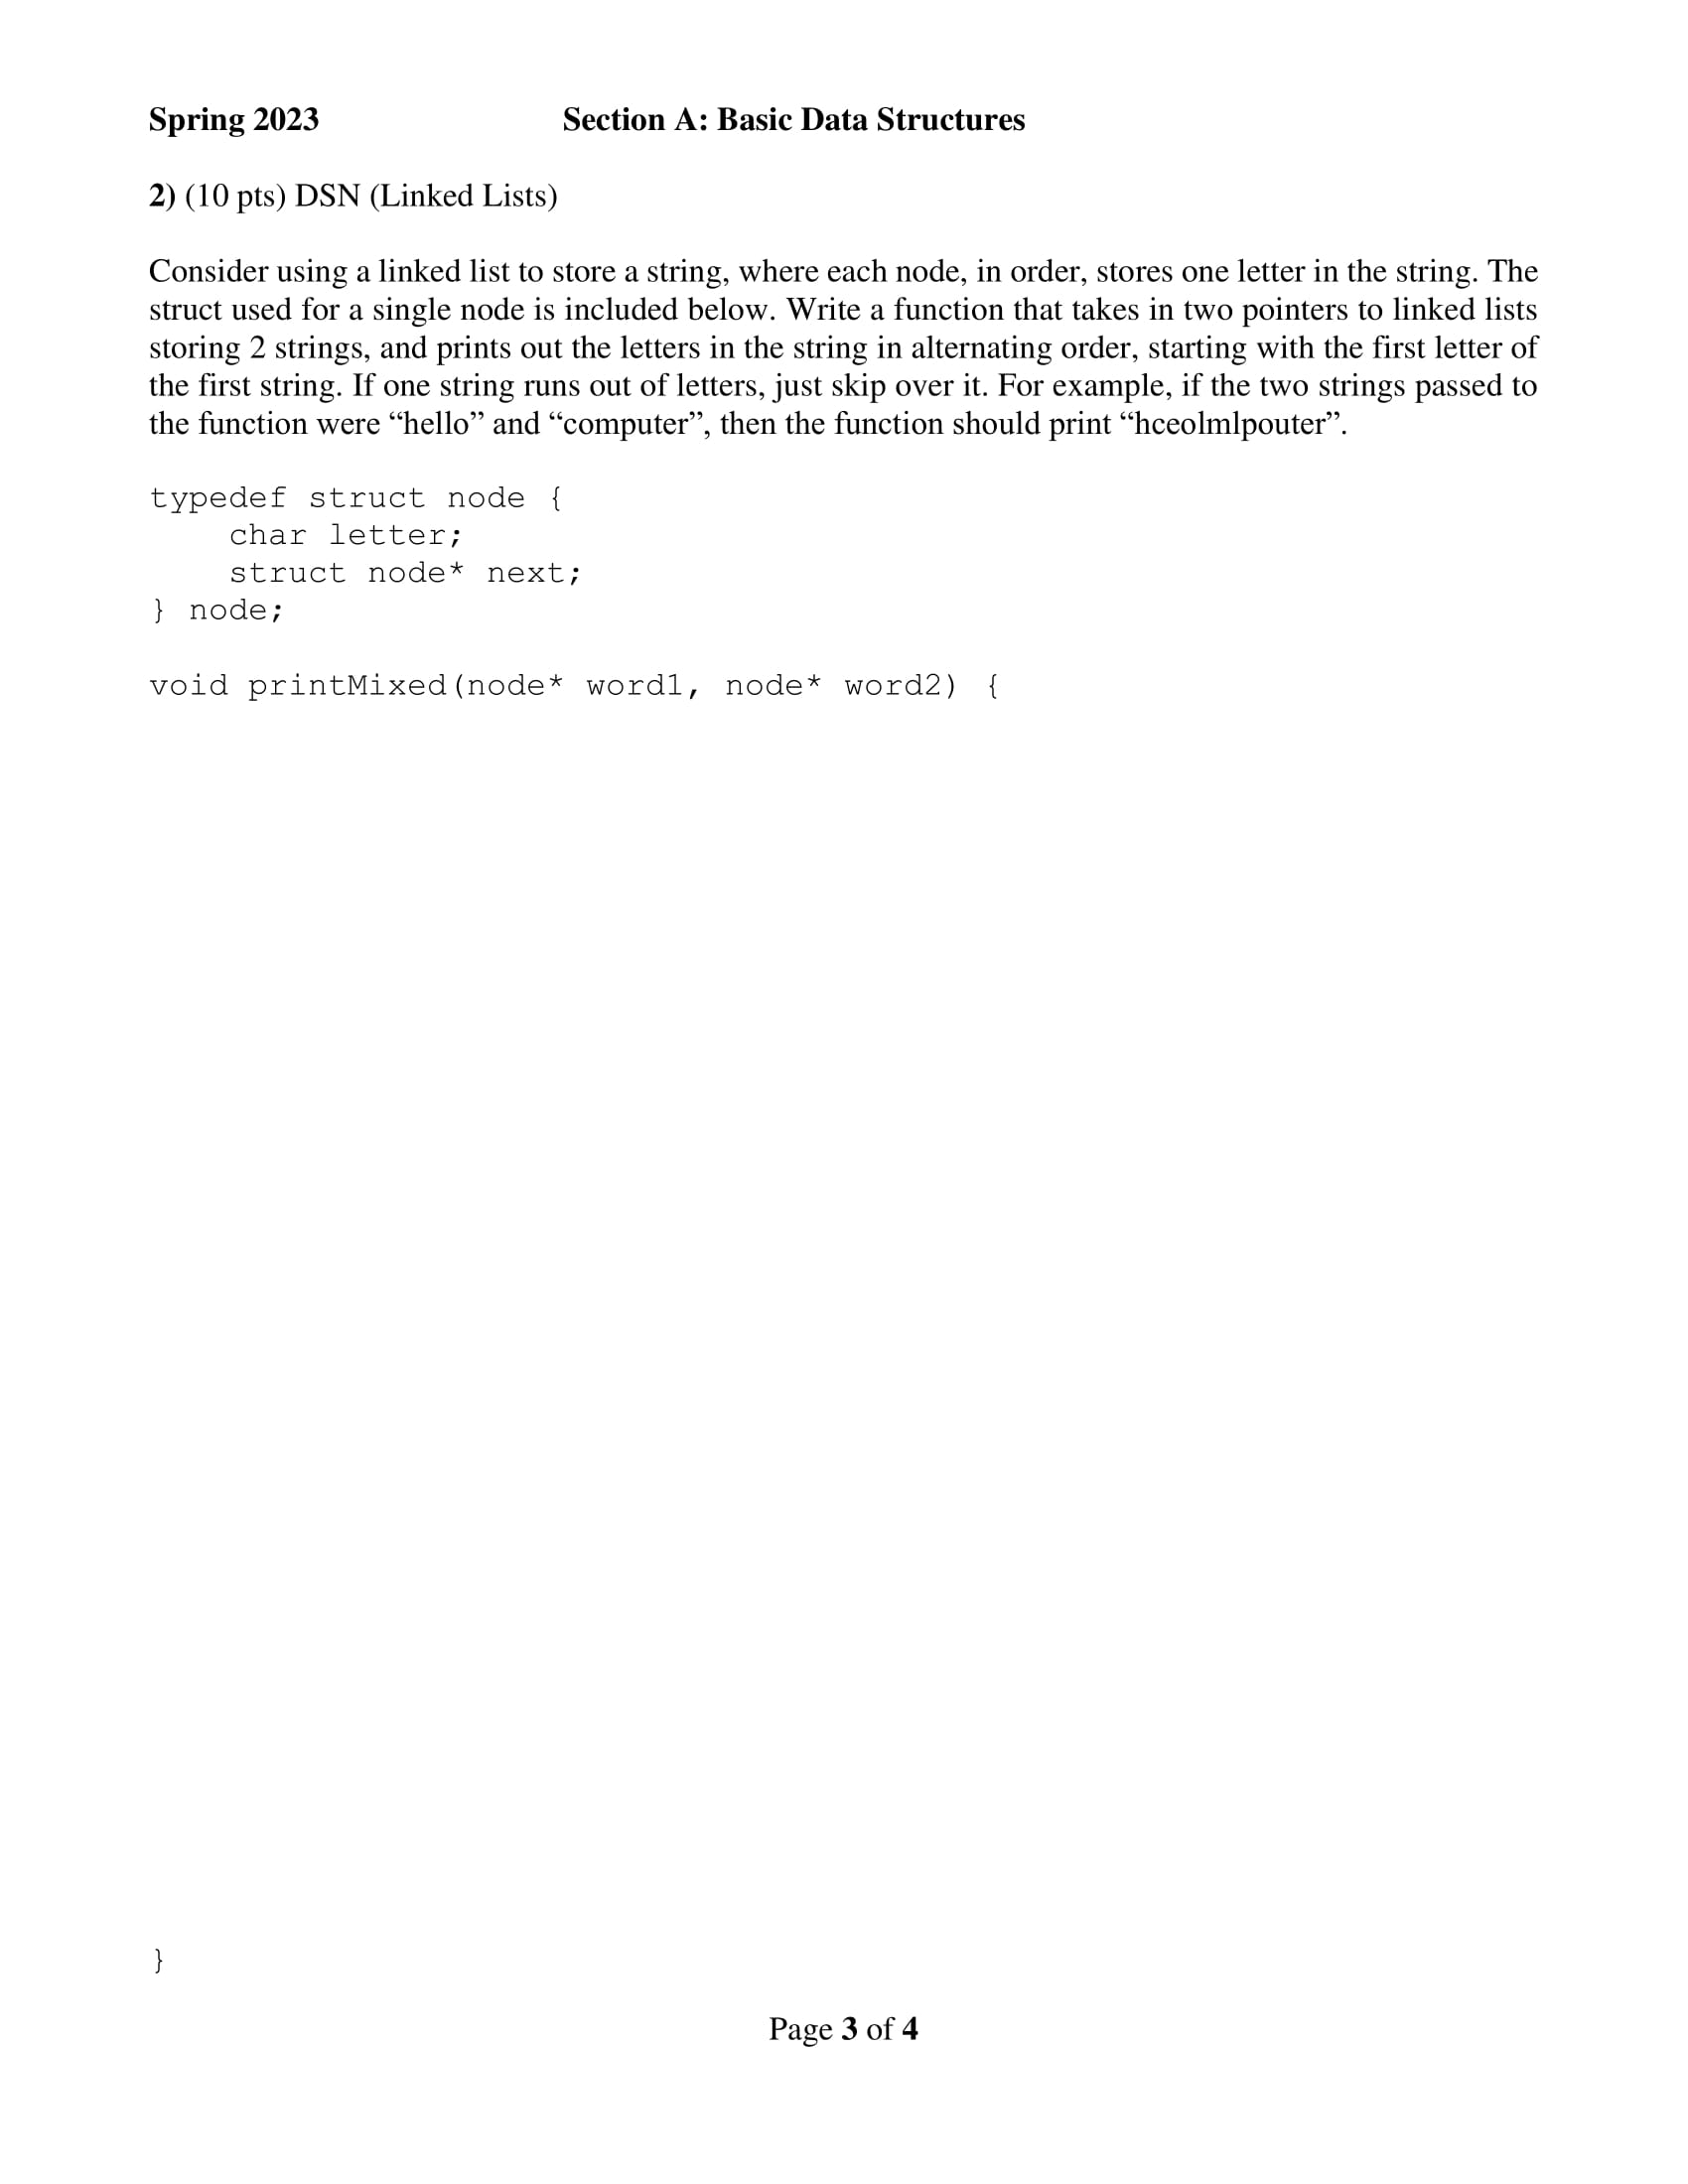 Spring 2023 Section A: Basic Data Structures
2) (10 pts) DSN (Linked Lists)
Consider using a linked list to store a string, where each node, in order, stores one letter in the string. The
struct used for a single node is included below. Write a function that takes in two pointers to linked lists
storing 2 strings, and prints out the letters in the string in alternating order, starting with the first letter of
the first string. If one string runs out of letters, just skip over it. For example, if the two strings passed to
the function were “hello” and “computer”, then the function should print “hceolmlpouter”.
typedef struct node {
    char letter;
    struct node* next;
} node;
void printMixed(node* word1, node* word2) {
}
Page 3 of 4